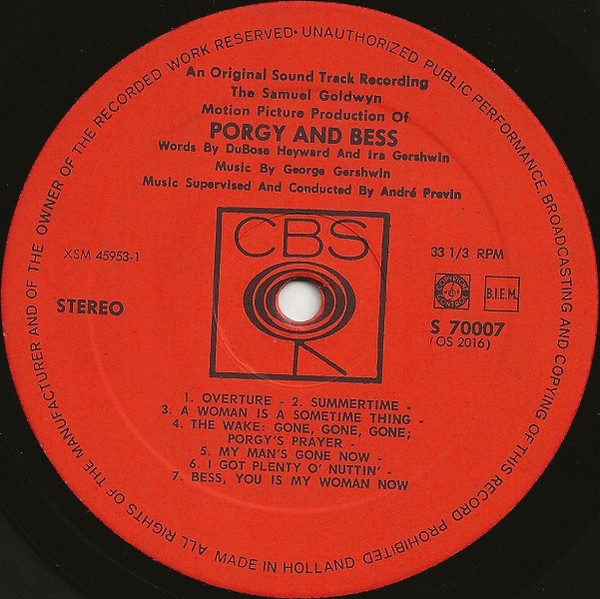 ALL RIGHTS OF THE MANUFACTURER AND OF THE OWNER OF THE RECORDED WORK RESERVED · UNAUTHORIZED PUBLIC PERFORMANCE, BROADCASTING AND COPYING OF THIS RECORD PROHIBITED
An Original Sound Track Recording
The Samuel Goldwyn
Motion Picture Production Of
PORGY AND BESS
Words By DuBose Heyward And Ira Gershwin
Music By George Gershwin
Music Supervised And Conducted By André Previn
CBS
XSM 45953-1
33 1/3 RPM
STEREO
B.I.E.M.
S 70007
(OS 2016)
1. OVERTURE - 2. SUMMERTIME -
3. A WOMAN IS A SOMETIME THING -
4. THE WAKE: GONE, GONE, GONE;
PORGY'S PRAYER -
5. MY MAN'S GONE NOW -
6. I GOT PLENTY O' NUTTIN' -
7. BESS, YOU IS MY WOMAN NOW
MADE IN HOLLAND